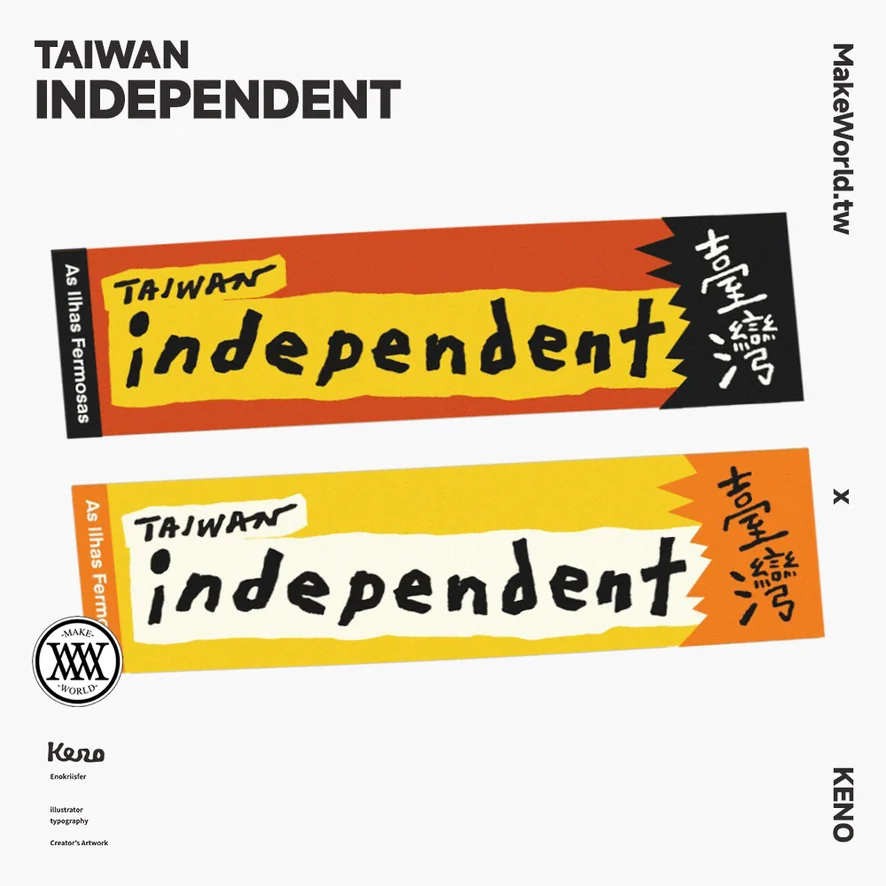 TAIWAN
INDEPENDENT
MakeWorld.tw
As Ilhas Fermosas
TAIWAN
independent
臺灣
As Ilhas Fermo
TAIWAN
independent
臺灣
x
-MAKE-
-WORLD-
Keno
Enokriisfer
illustrator
typography
Creator's Artwork
KENO